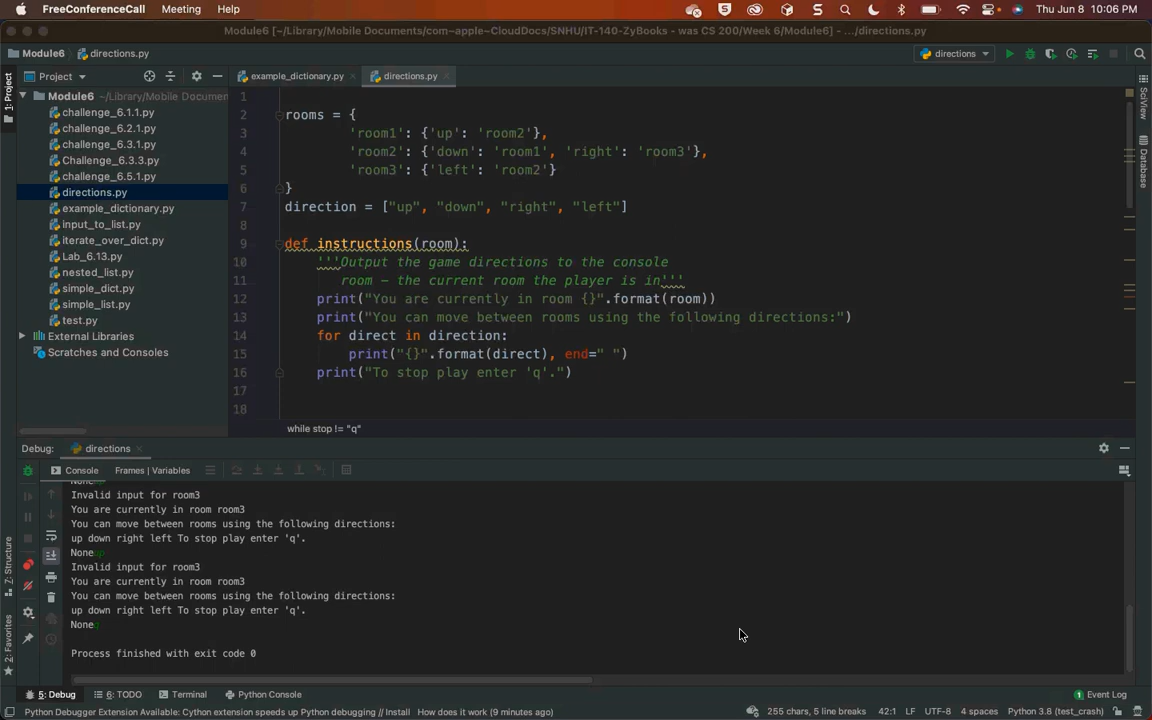 FreeConferenceCall Meeting Help Thu Jun 8 10:06 PM
Module6 [~/Library/Mobile Documents/com~apple~CloudDocs/SNHU/IT-140-ZyBooks - was CS 200/Week 6/Module6] - .../directions.py
Module6 directions.py directions
Project example_dictionary.py directions.py
1: Project
Module6 ~/Library/Mobile Documen
challenge_6.1.1.py
challenge_6.2.1.py
challenge_6.3.1.py
Challenge_6.3.3.py
challenge_6.5.1.py
directions.py
example_dictionary.py
input_to_list.py
iterate_over_dict.py
Lab_6.13.py
nested_list.py
simple_dict.py
simple_list.py
test.py
External Libraries
Scratches and Consoles
1
2 rooms = {
3 'room1': {'up': 'room2'},
4 'room2': {'down': 'room1', 'right': 'room3'},
5 'room3': {'left': 'room2'}
6 }
7 direction = ["up", "down", "right", "left"]
8
9 def instructions(room):
10 '''Output the game directions to the console
11 room - the current room the player is in'''
12 print("You are currently in room {}".format(room))
13 print("You can move between rooms using the following directions:")
14 for direct in direction:
15 print("{}".format(direct), end=" ")
16 print("To stop play enter 'q'.")
17
18
while stop != "q"
SciView
Database
Debug: directions
Console Frames | Variables
None
Invalid input for room3
You are currently in room room3
You can move between rooms using the following directions:
up down right left To stop play enter 'q'.
Noneup
Invalid input for room3
You are currently in room room3
You can move between rooms using the following directions:
up down right left To stop play enter 'q'.
Noneq
Process finished with exit code 0
7: Structure
2: Favorites
5: Debug 6: TODO Terminal Python Console 1 Event Log
Python Debugger Extension Available: Cython extension speeds up Python debugging // Install How does it work (9 minutes ago) 255 chars, 5 line breaks 42:1 LF UTF-8 4 spaces Python 3.8 (test_crash)